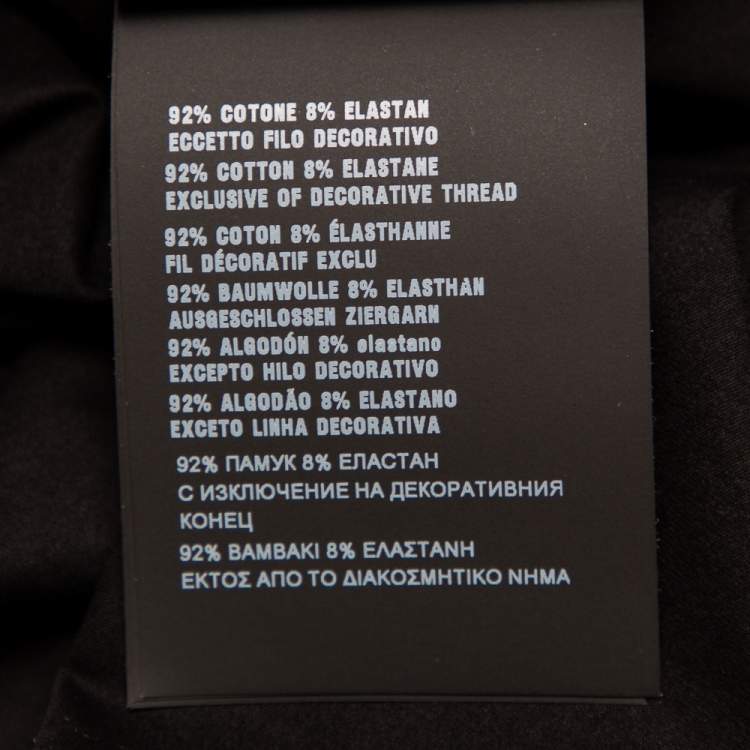 92% COTONE 8% ELASTAN
ECCETTO FILO DECORATIVO
92% COTTON 8% ELASTANE
EXCLUSIVE OF DECORATIVE THREAD
92% COTON 8% ÉLASTHANNE
FIL DÉCORATIF EXCLU
92% BAUMWOLLE 8% ELASTHAN
AUSGESCHLOSSEN ZIERGARN
92% ALGODÓN 8% elastano
EXCEPTO HILO DECORATIVO
92% ALGODÃO 8% ELASTANO
EXCETO LINHA DECORATIVA
92% ПАМУК 8% ЕЛАСТАН
С ИЗКЛЮЧЕНИЕ НА ДЕКОРАТИВНИЯ
КОНЕЦ
92% ΒΑΜΒΑΚΙ 8% ΕΛΑΣΤΑΝΗ
ΕΚΤΟΣ ΑΠΟ ΤΟ ΔΙΑΚΟΣΜΗΤΙΚΟ ΝΗΜΑ